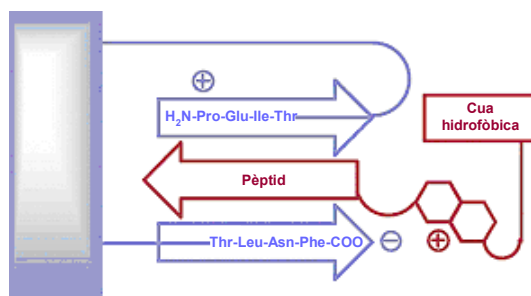 ⊕
H₂N-Pro-Glu-Ile-Thr
Cua
hidrofòbica
Pèptid
Thr-Leu-Asn-Phe-COO
⊖
⊕